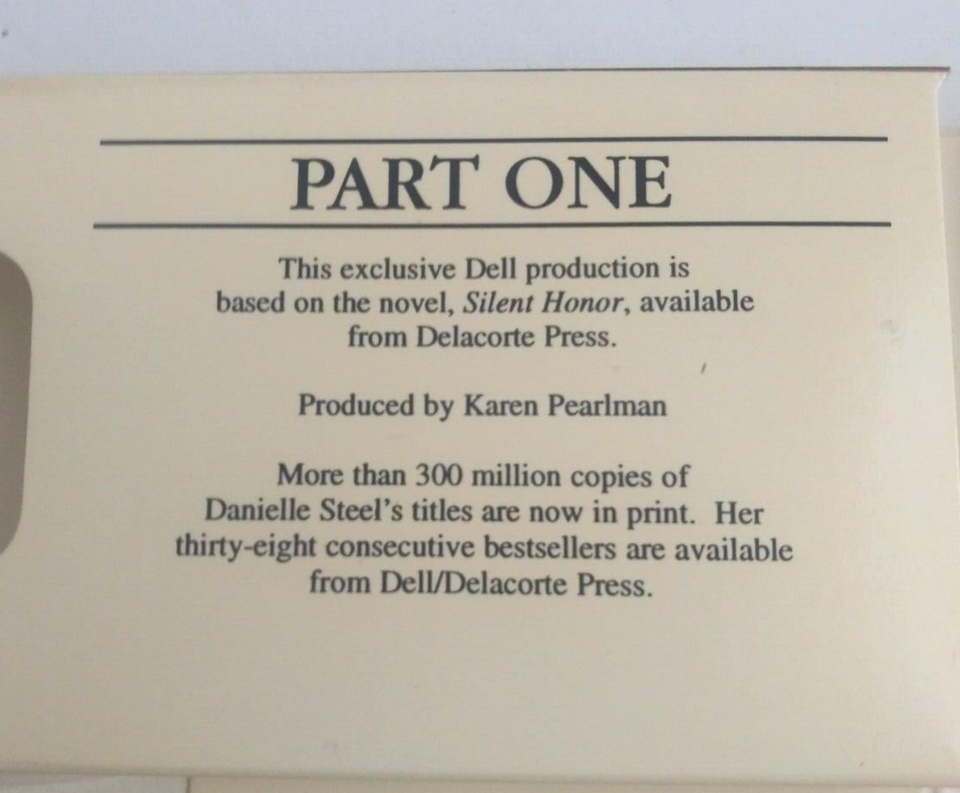 PART ONE
This exclusive Dell production is
based on the novel, Silent Honor, available
from Delacorte Press.
Produced by Karen Pearlman
More than 300 million copies of
Danielle Steel's titles are now in print. Her
thirty-eight consecutive bestsellers are available
from Dell/Delacorte Press.